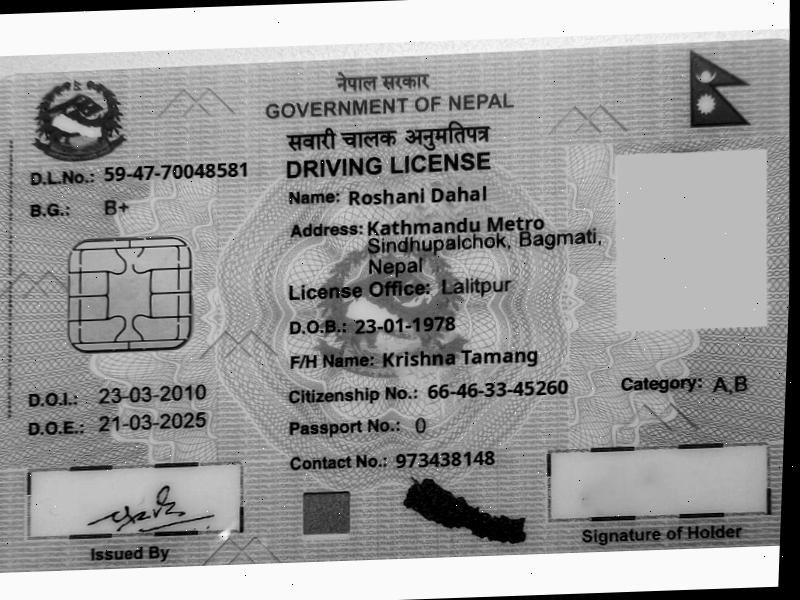 नेपाल सरकार
GOVERNMENT OF NEPAL
सवारी चालक अनुमतिपत्र
DRIVING LICENSE
D.L.No.: 59-47-70048581
B.G.: B+
Name: Roshani Dahal
Address: Kathmandu Metro
Sindhupalchok, Bagmati,
Nepal
License Office: Lalitpur
D.O.B.: 23-01-1978
F/H Name: Krishna Tamang
D.O.I.: 23-03-2010
Citizenship No.: 66-46-33-45260
Category: A,B
D.O.E.: 21-03-2025
Passport No.: 0
Contact No.: 973438148
Issued By
Signature of Holder